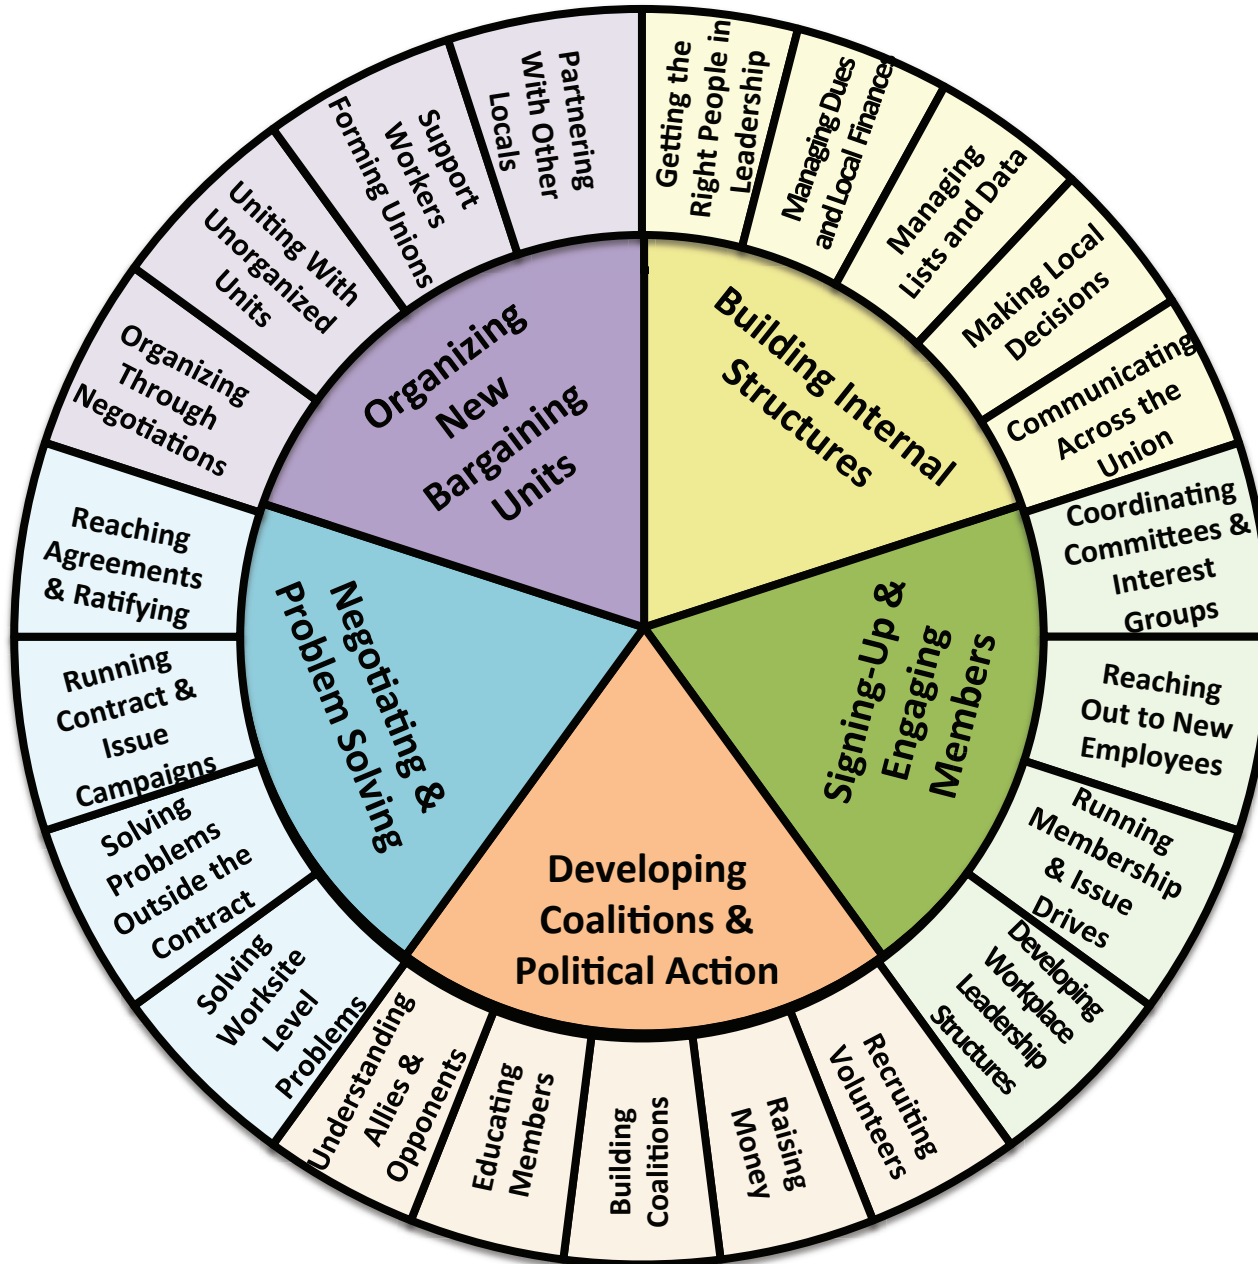 Building Internal
Structures
Getting the
Right People in
Leadership
Managing Dues
and Local Finances
Managing
Lists and Data
Making Local
Decisions
Communicating
Across the
Union
Signing-Up &
Engaging
Members
Coordinating
Committees &
Interest
Groups
Reaching
Out to New
Employees
Running
Membership
& Issue
Drives
Developing
Workplace
Leadership
Structures
Developing
Coalitions &
Political Action
Recruiting
Volunteers
Raising
Money
Building
Coalitions
Educating
Members
Understanding
Allies &
Opponents
Negotiating &
Problem Solving
Solving
Worksite
Level
Problems
Solving
Problems
Outside the
Contract
Running
Contract &
Issue
Campaigns
Reaching
Agreements
& Ratifying
Organizing
New
Bargaining
Units
Organizing
Through
Negotiations
Uniting With
Unorganized
Units
Support
Workers
Forming Unions
Partnering
With Other
Locals